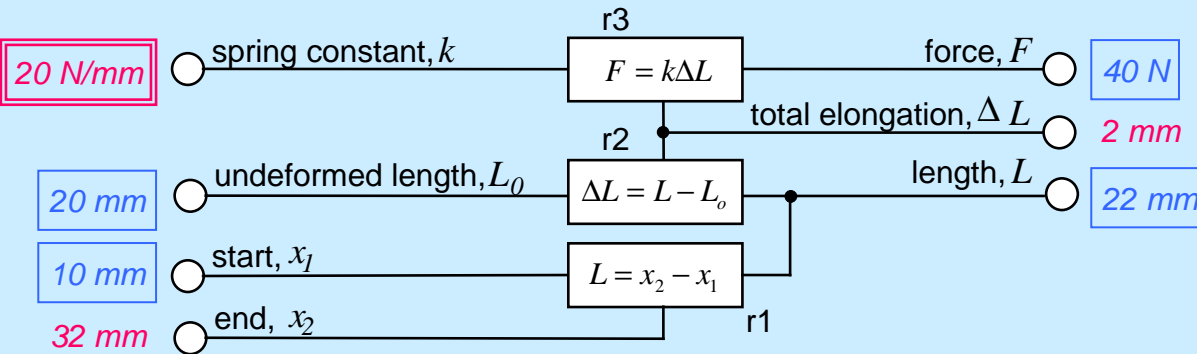 r3
20 N/mm spring constant, k F = kΔL force, F 40 N
total elongation, Δ L 2 mm
r2
20 mm undeformed length, L0 ΔL = L − Lo length, L 22 mm
10 mm start, x1 L = x2 − x1
r1
32 mm end, x2